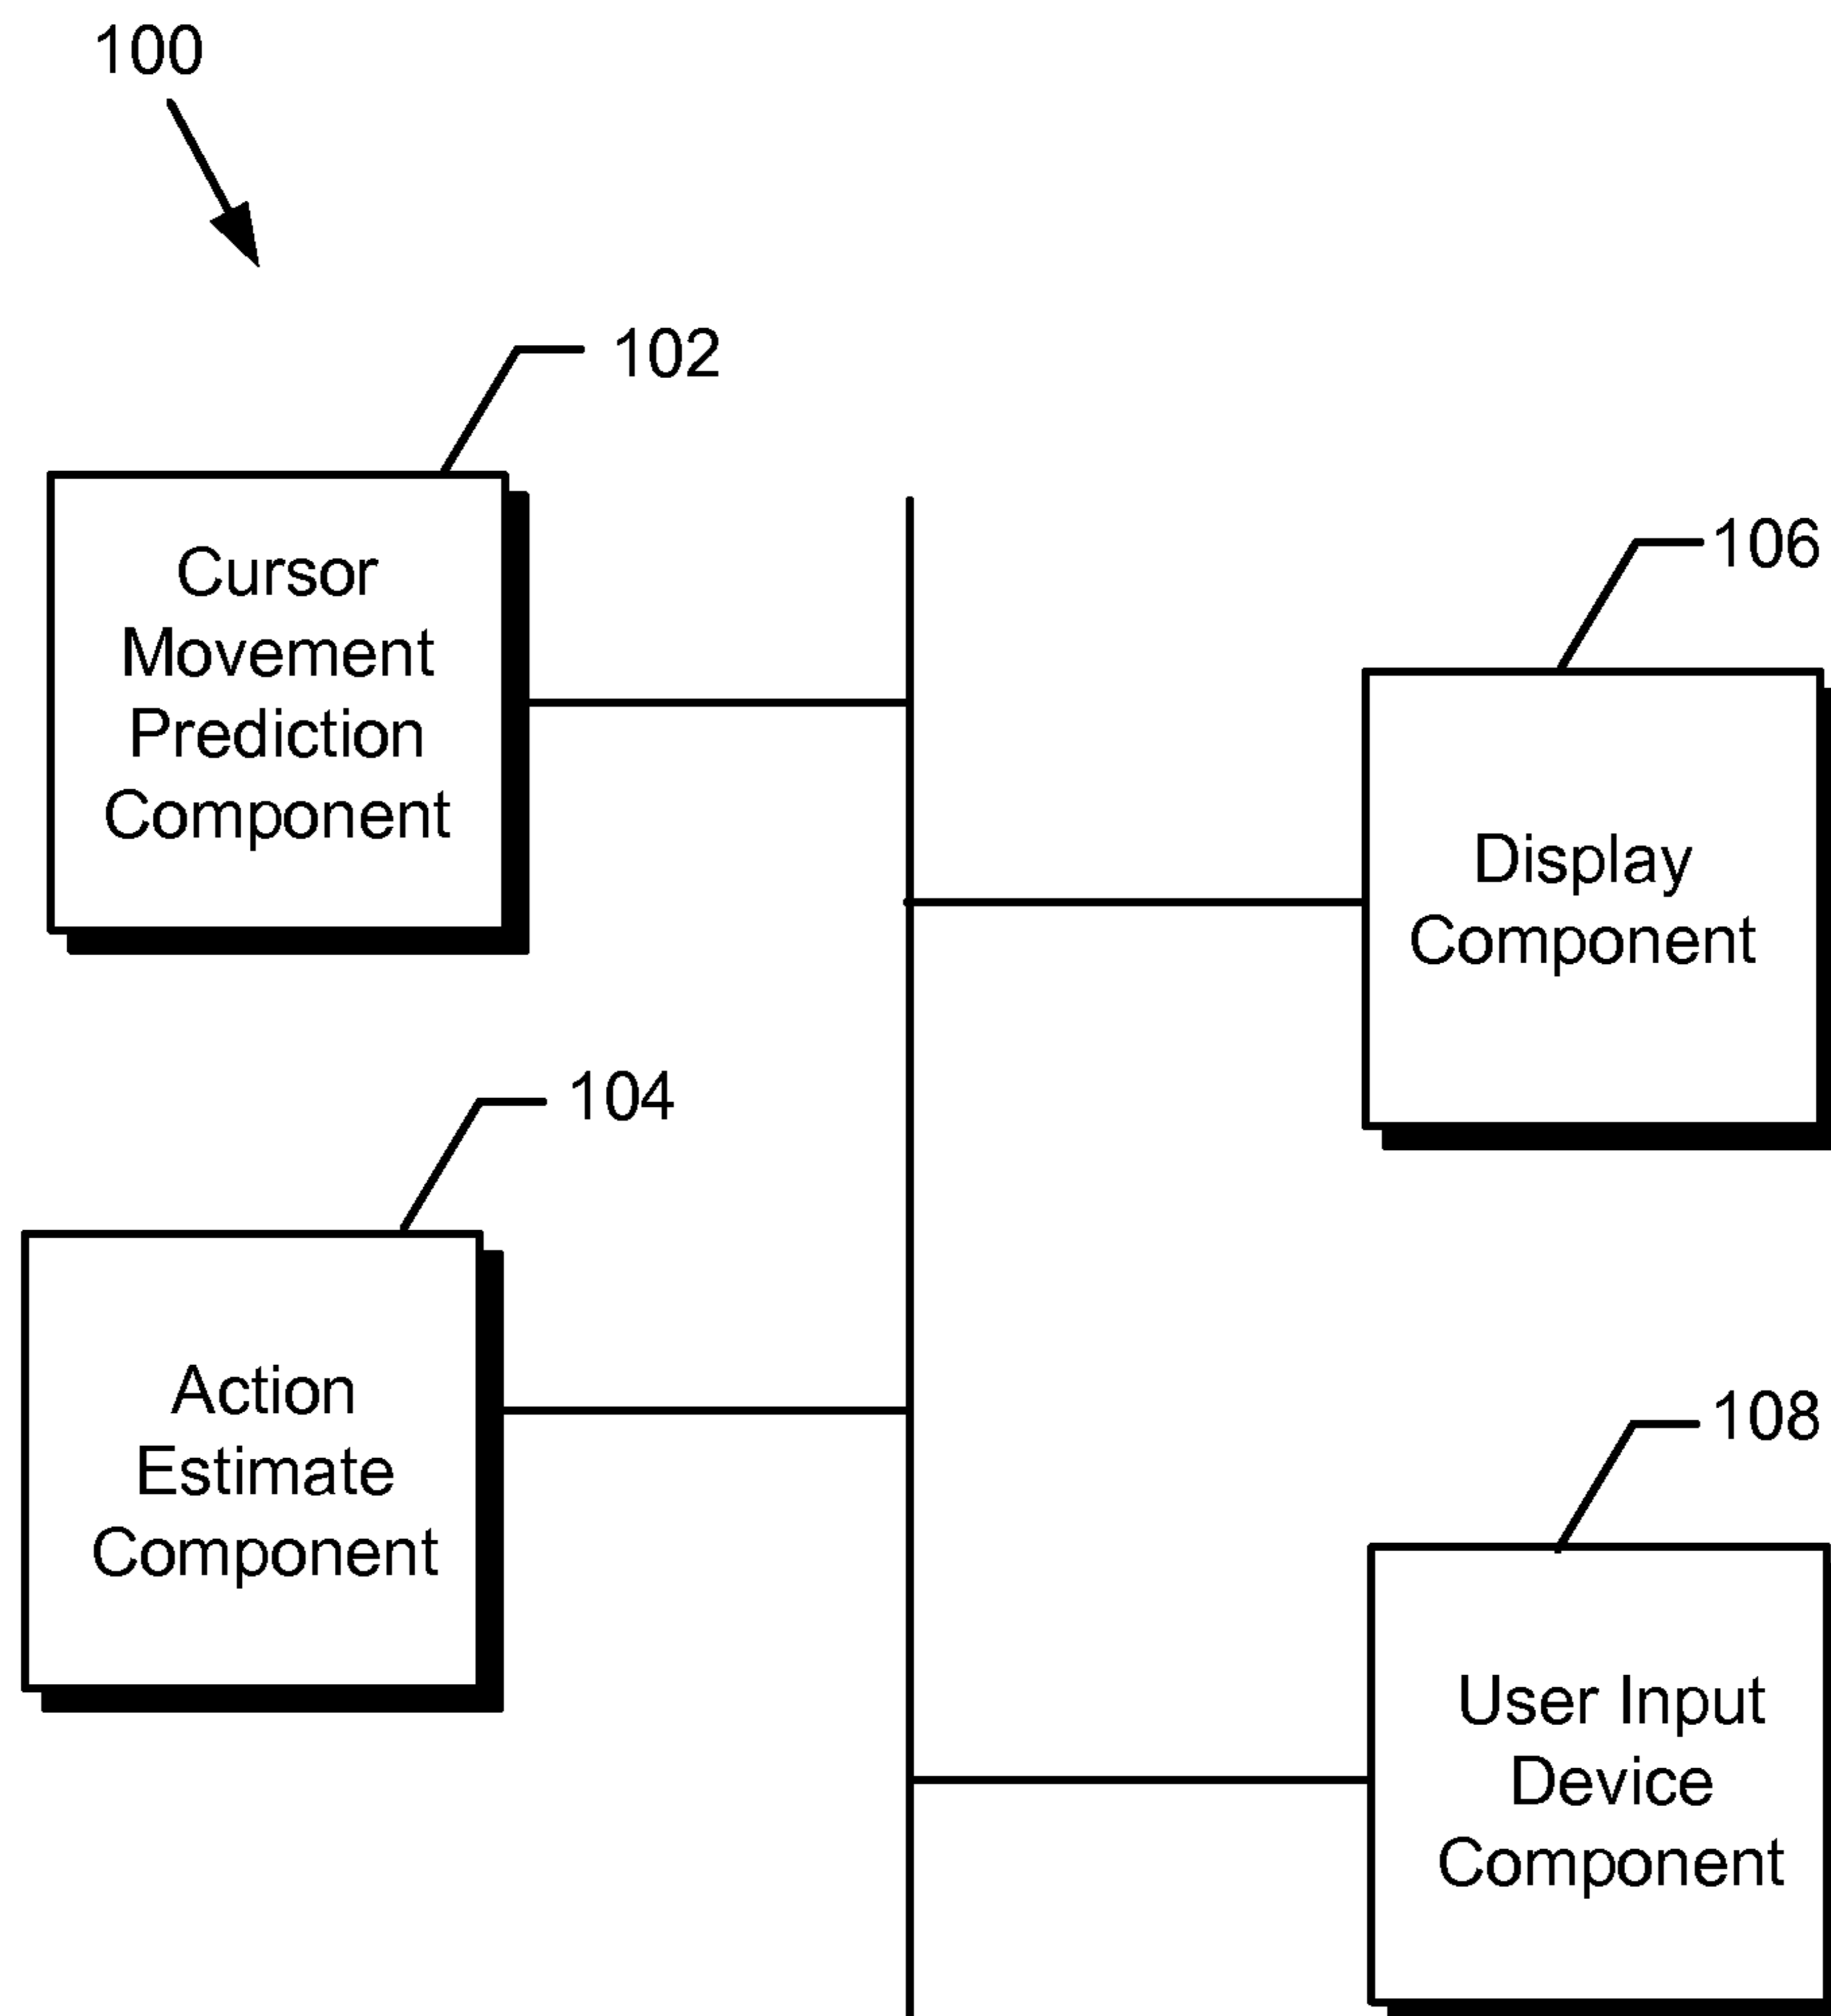 100
102
Cursor
Movement
Prediction
Component
106
Display
Component
104
Action
Estimate
Component
108
User Input
Device
Component